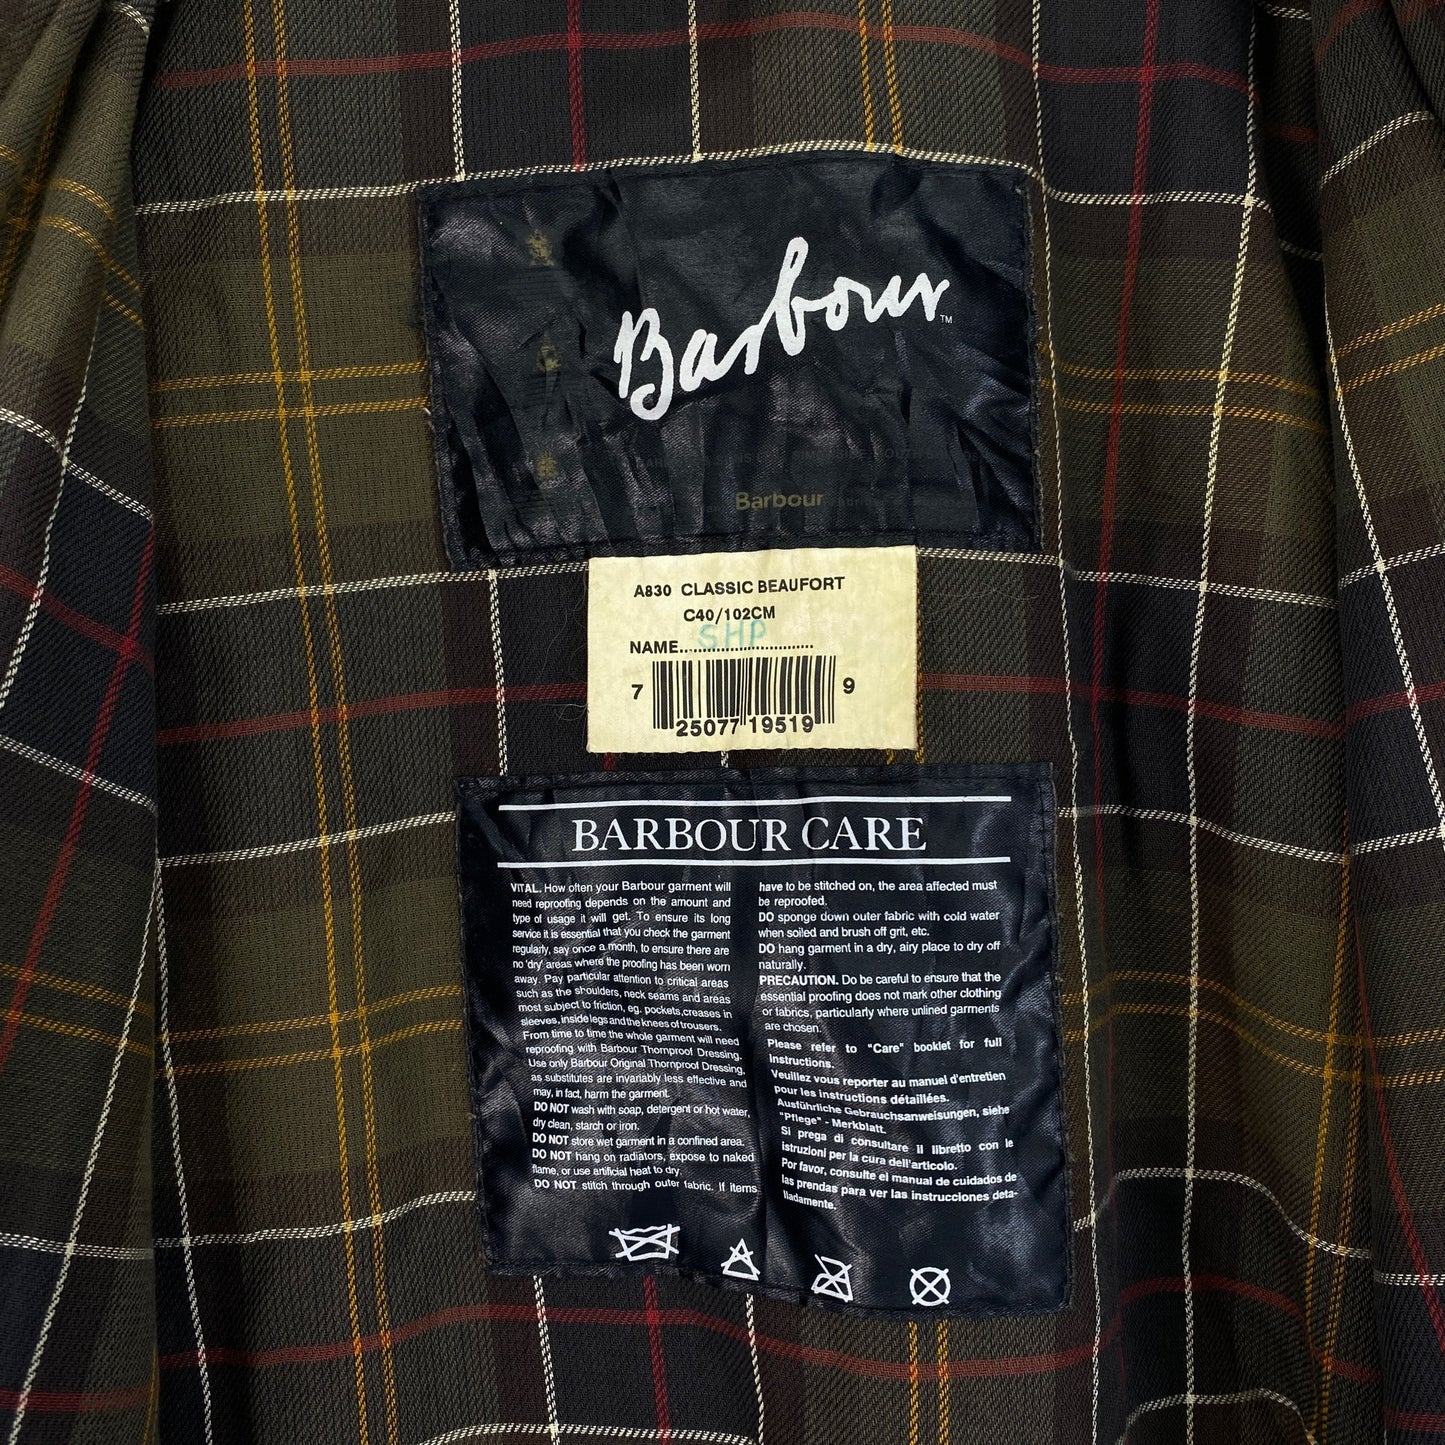 Barbour™
Barbour
A830 CLASSIC BEAUFORT
C40/102CM
NAME..............................
SHP
7 25077 19519 9
BARBOUR CARE
VITAL. How often your Barbour garment will
need reproofing depends on the amount and
type of usage it will get. To ensure its long
service it is essential that you check the garment
regularly, say once a month, to ensure there are
no 'dry' areas where the proofing has been worn
away. Pay particular attention to critical areas
such as the shoulders, neck seams and areas
most subject to friction, eg. pockets,creases in
sleeves, inside legs and the knees of trousers.
From time to time the whole garment will need
reproofing with Barbour Thornproof Dressing.
Use only Barbour Original Thornproof Dressing,
as substitutes are invariably less effective and
may, in fact, harm the garment.
DO NOT wash with soap, detergent or hot water,
dry clean, starch or iron.
DO NOT store wet garment in a confined area.
DO NOT hang on radiators, expose to naked
flame, or use artificial heat to dry.
DO NOT stitch through outer fabric. If items
have to be stitched on, the area affected must
be reproofed.
DO sponge down outer fabric with cold water
when soiled and brush off grit, etc.
DO hang garment in a dry, airy place to dry off
naturally.
PRECAUTION. Do be careful to ensure that the
essential proofing does not mark other clothing
or fabrics, particularly where unlined garments
are chosen.
Please refer to "Care" booklet for full
Instructions.
Veuillez vous reporter au manuel d'entretien
pour les instructions détaillées.
Ausführliche Gebrauchsanweisungen, siehe
"Pflege" - Merkblatt.
Si prega di consultare il libretto con le
istruzioni per la cura dell'articolo.
Por favor, consulte el manual de cuidados de
las prendas para ver las instrucciones deta-
lladamente.